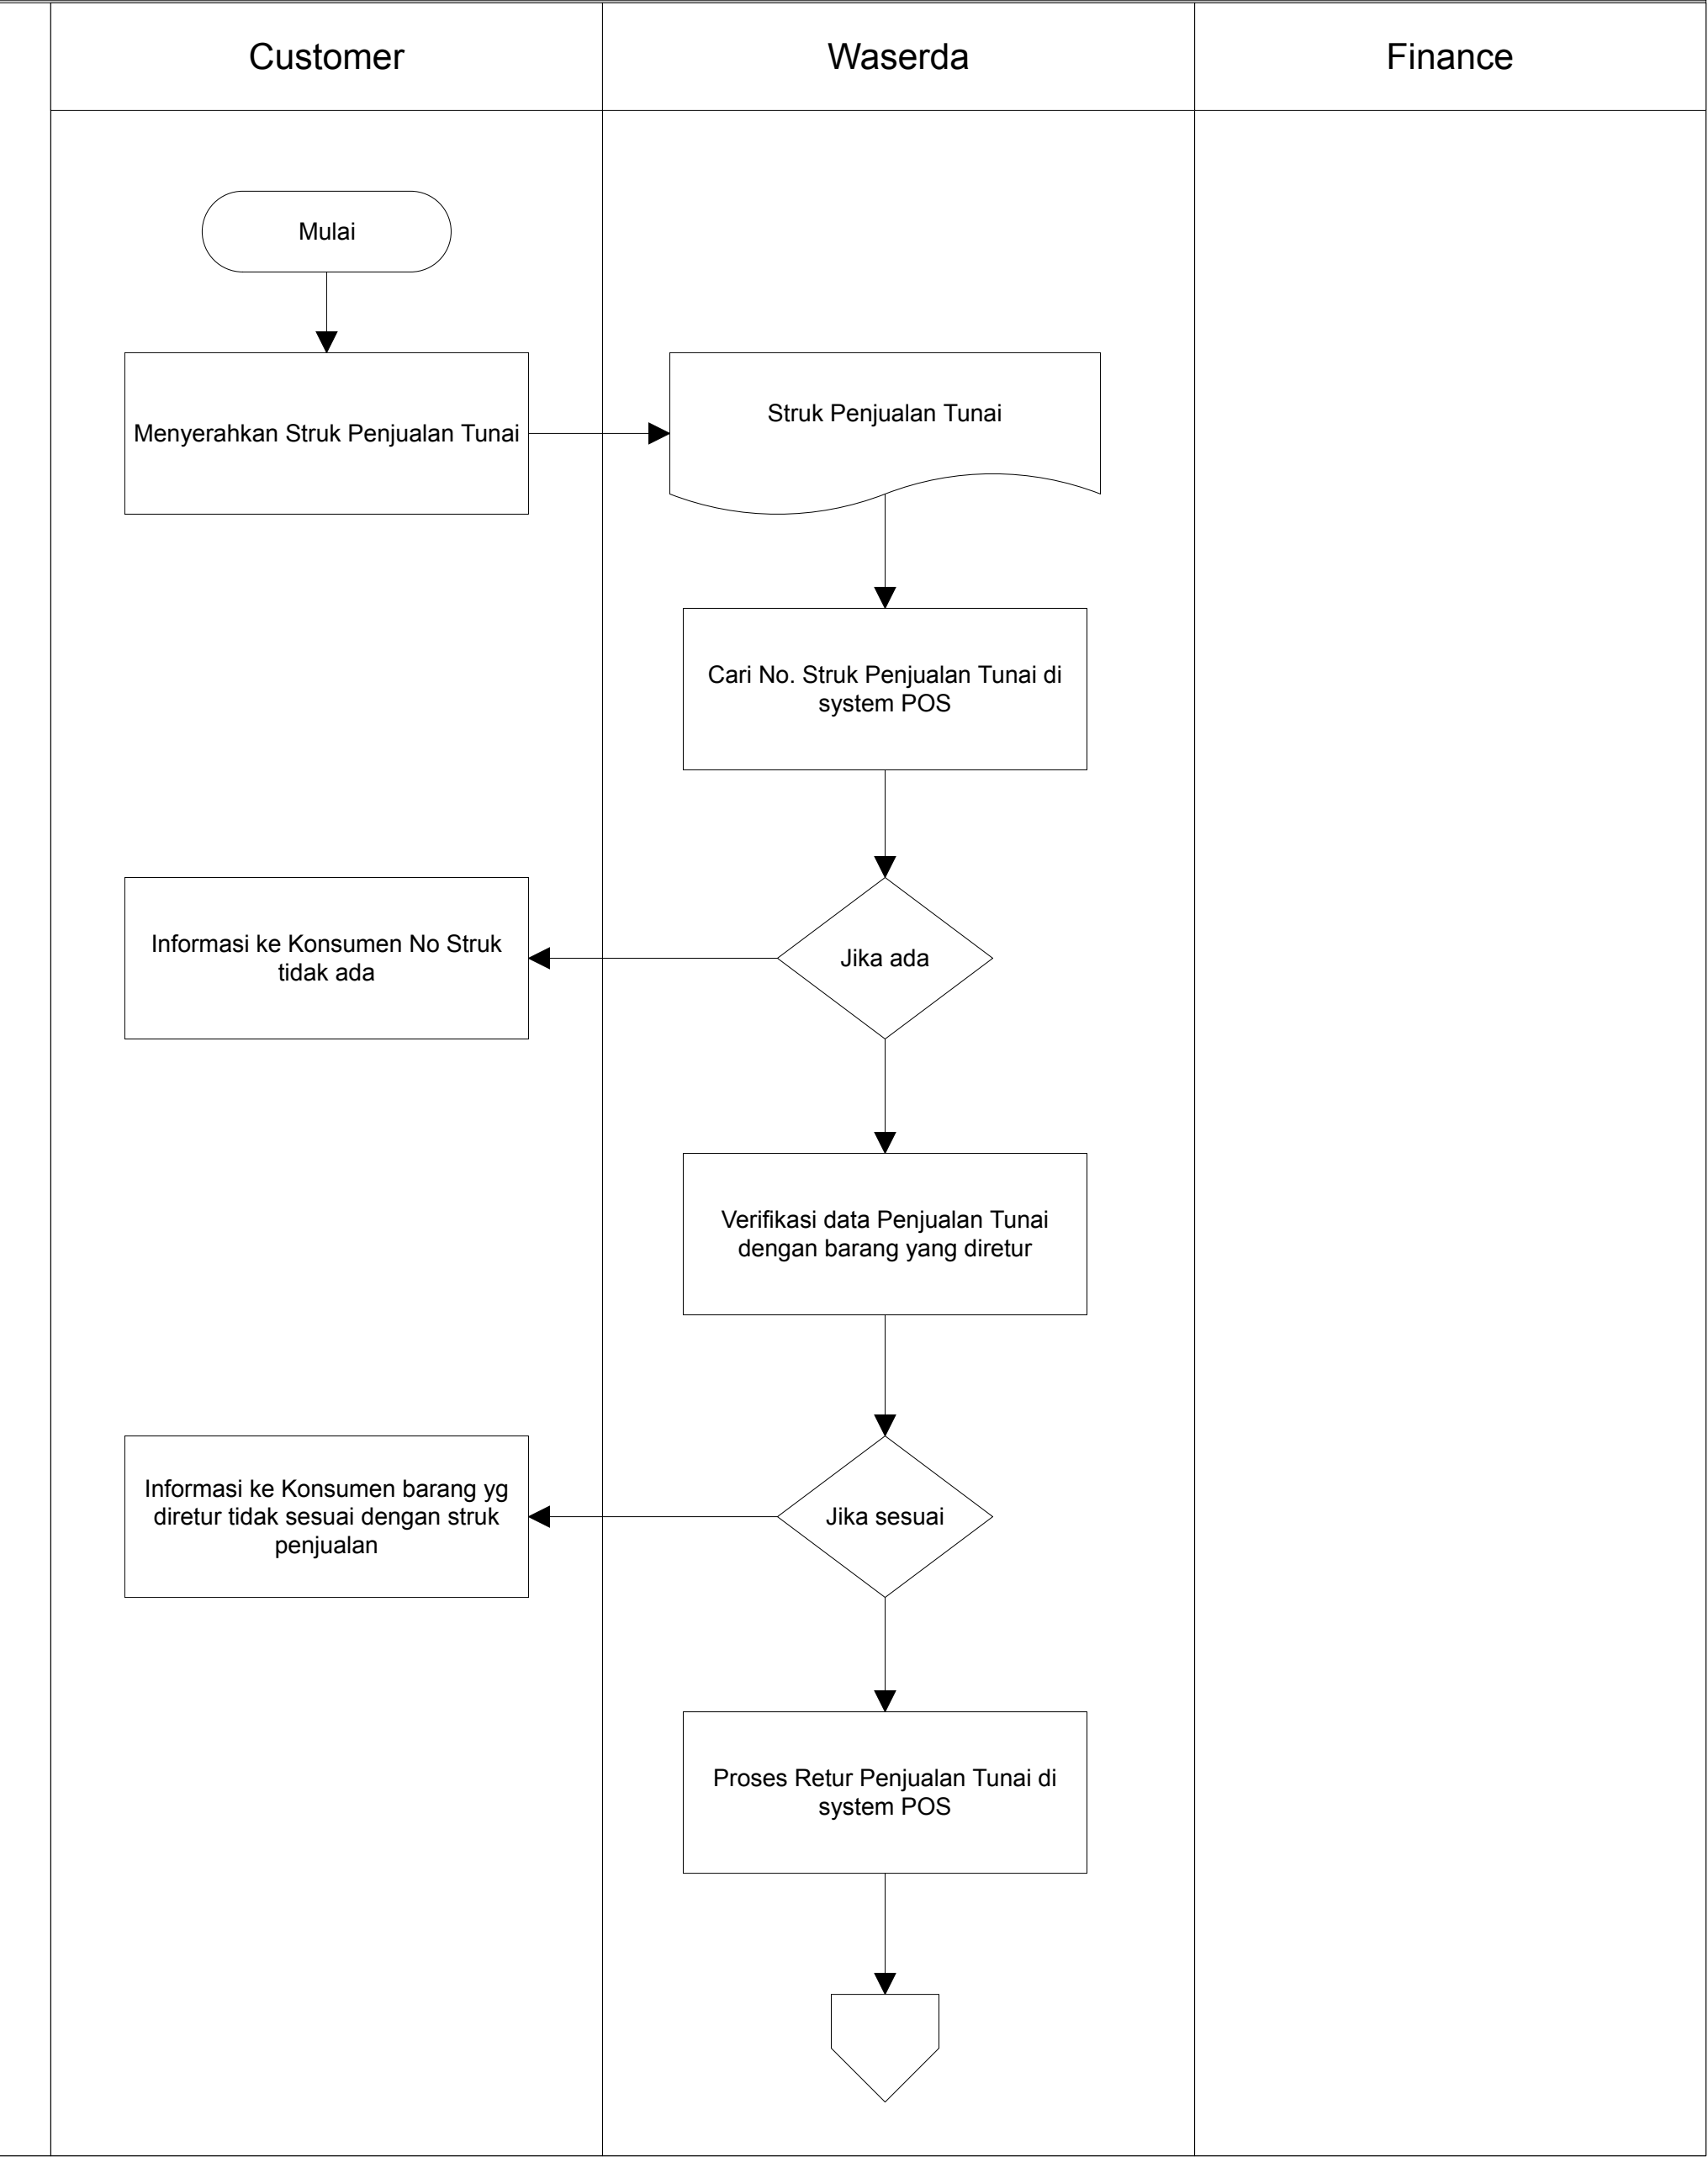 Customer
Waserda
Finance
Mulai
Menyerahkan Struk Penjualan Tunai
Struk Penjualan Tunai
Cari No. Struk Penjualan Tunai di
system POS
Informasi ke Konsumen No Struk
tidak ada
Jika ada
Verifikasi data Penjualan Tunai
dengan barang yang diretur
Informasi ke Konsumen barang yg
diretur tidak sesuai dengan struk
penjualan
Jika sesuai
Proses Retur Penjualan Tunai di
system POS